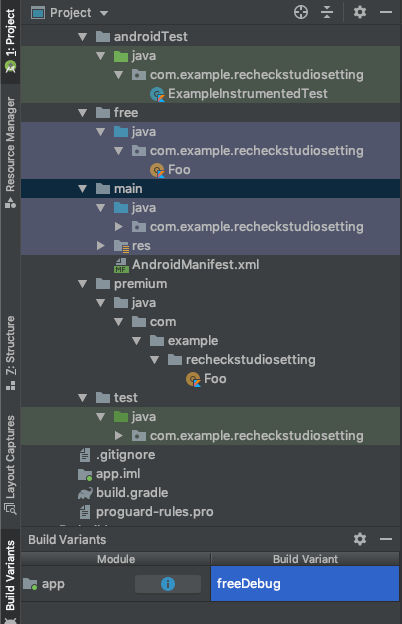 Project
androidTest
java
com.example.recheckstudiosetting
ExampleInstrumentedTest
free
java
com.example.recheckstudiosetting
Foo
main
java
com.example.recheckstudiosetting
res
MF
AndroidManifest.xml
premium
java
com
example
recheckstudiosetting
Foo
test
java
com.example.recheckstudiosetting
.gitignore
app.iml
build.gradle
proguard-rules.pro
Build Variants
Module
Build Variant
app
freeDebug
1: Project
Resource Manager
Z: Structure
Layout Captures
Build Variants